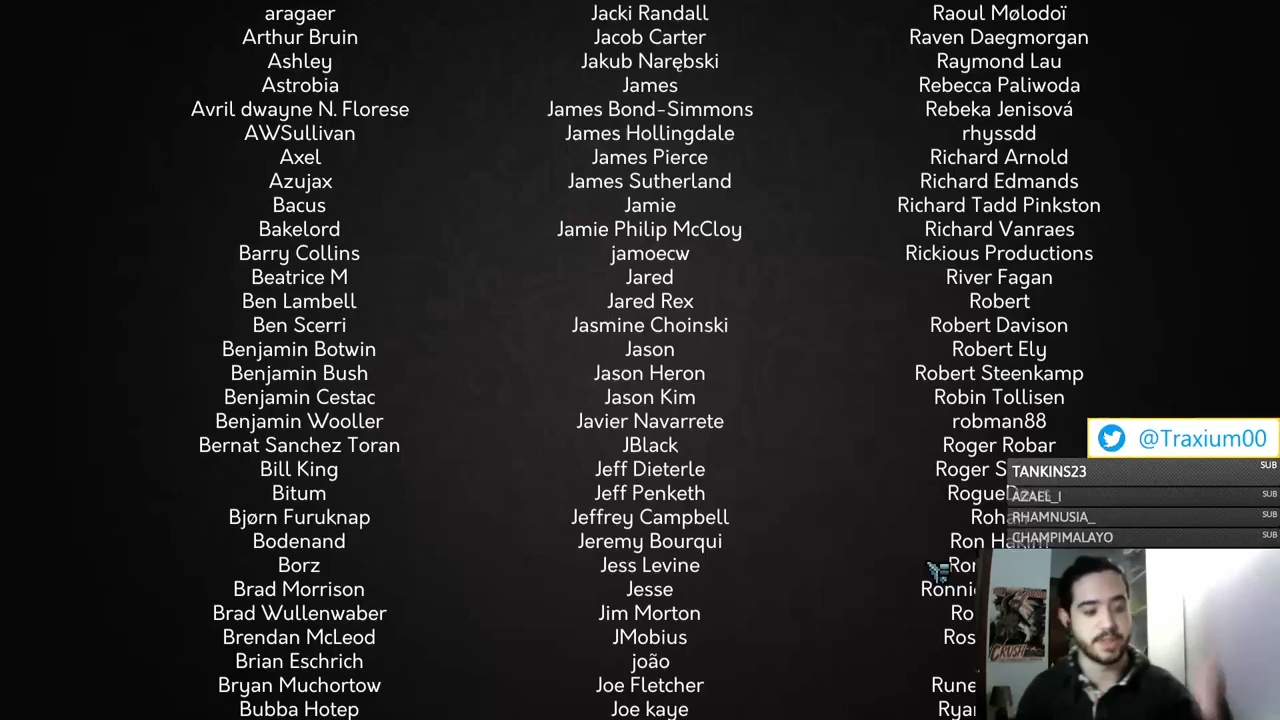 aragaer
Arthur Bruin
Ashley
Astrobia
Avril dwayne N. Florese
AWSullivan
Axel
Azujax
Bacus
Bakelord
Barry Collins
Beatrice M
Ben Lambell
Ben Scerri
Benjamin Botwin
Benjamin Bush
Benjamin Cestac
Benjamin Wooller
Bernat Sanchez Toran
Bill King
Bitum
Bjørn Furuknap
Bodenand
Borz
Brad Morrison
Brad Wullenwaber
Brendan McLeod
Brian Eschrich
Bryan Muchortow
Bubba Hotep
Jacki Randall
Jacob Carter
Jakub Narębski
James
James Bond-Simmons
James Hollingdale
James Pierce
James Sutherland
Jamie
Jamie Philip McCloy
jamoecw
Jared
Jared Rex
Jasmine Choinski
Jason
Jason Heron
Jason Kim
Javier Navarrete
JBlack
Jeff Dieterle
Jeff Penketh
Jeffrey Campbell
Jeremy Bourqui
Jess Levine
Jesse
Jim Morton
JMobius
joão
Joe Fletcher
Joe kaye
Raoul Mølodoï
Raven Daegmorgan
Raymond Lau
Rebecca Paliwoda
Rebeka Jenisová
rhyssdd
Richard Arnold
Richard Edmands
Richard Tadd Pinkston
Richard Vanraes
Rickious Productions
River Fagan
Robert
Robert Davison
Robert Ely
Robert Steenkamp
Robin Tollisen
robman88
Roger Robar
Roger
Ron
@Traxium00
TANKINS23 SUB
AZAEL_I SUB
RHAMNUSIA_ SUB
CHAMPIMALAYO SUB
CRUSH